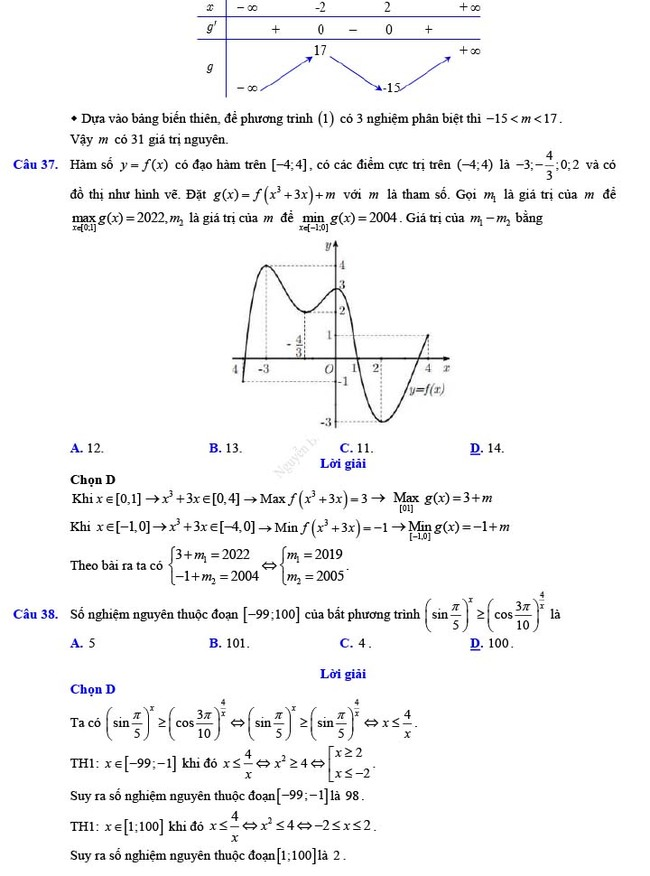 x −∞ -2 2 +∞
g' + 0 − 0 +
g −∞ 17 -15 +∞
♦ Dựa vào bảng biến thiên, để phương trình (1) có 3 nghiệm phân biệt thì −15 < m < 17.
Vậy m có 31 giá trị nguyên.
Câu 37. Hàm số y = f(x) có đạo hàm trên [−4;4], có các điểm cực trị trên (−4;4) là −3; −4/3; 0; 2 và có
đồ thị như hình vẽ. Đặt g(x) = f(x³ + 3x) + m với m là tham số. Gọi m₁ là giá trị của m để
max x∈[0;1] g(x) = 2022, m₂ là giá trị của m để min x∈[−1;0] g(x) = 2004. Giá trị của m₁ − m₂ bằng
y
4
3
2
1
- 4/3
4 -3 O 1 2 4 x
-1
y=f(x)
-3
A. 12. B. 13. C. 11. D. 14.
Lời giải
Chọn D
Khi x ∈ [0,1] → x³ + 3x ∈ [0,4] → Max f(x³ + 3x) = 3 → Max [01] g(x) = 3 + m
Khi x ∈ [−1,0] → x³ + 3x ∈ [−4,0] → Min f(x³ + 3x) = −1 → Min [−1,0] g(x) = −1 + m
Theo bài ra ta có { 3 + m₁ = 2022 −1 + m₂ = 2004 ⇔ { m₁ = 2019 m₂ = 2005 .
Câu 38. Số nghiệm nguyên thuộc đoạn [−99;100] của bất phương trình (sin π/5)^x ≥ (cos 3π/10)^(4/x) là
A. 5 B. 101. C. 4. D. 100.
Lời giải
Chọn D
Ta có (sin π/5)^x ≥ (cos 3π/10)^(4/x) ⇔ (sin π/5)^x ≥ (sin π/5)^(4/x) ⇔ x ≤ 4/x.
TH1: x ∈ [−99;−1] khi đó x ≤ 4/x ⇔ x² ≥ 4 ⇔ [ x ≥ 2 x ≤ −2 .
Suy ra số nghiệm nguyên thuộc đoạn [−99;−1] là 98.
TH1: x ∈ [1;100] khi đó x ≤ 4/x ⇔ x² ≤ 4 ⇔ −2 ≤ x ≤ 2.
Suy ra số nghiệm nguyên thuộc đoạn [1;100] là 2.